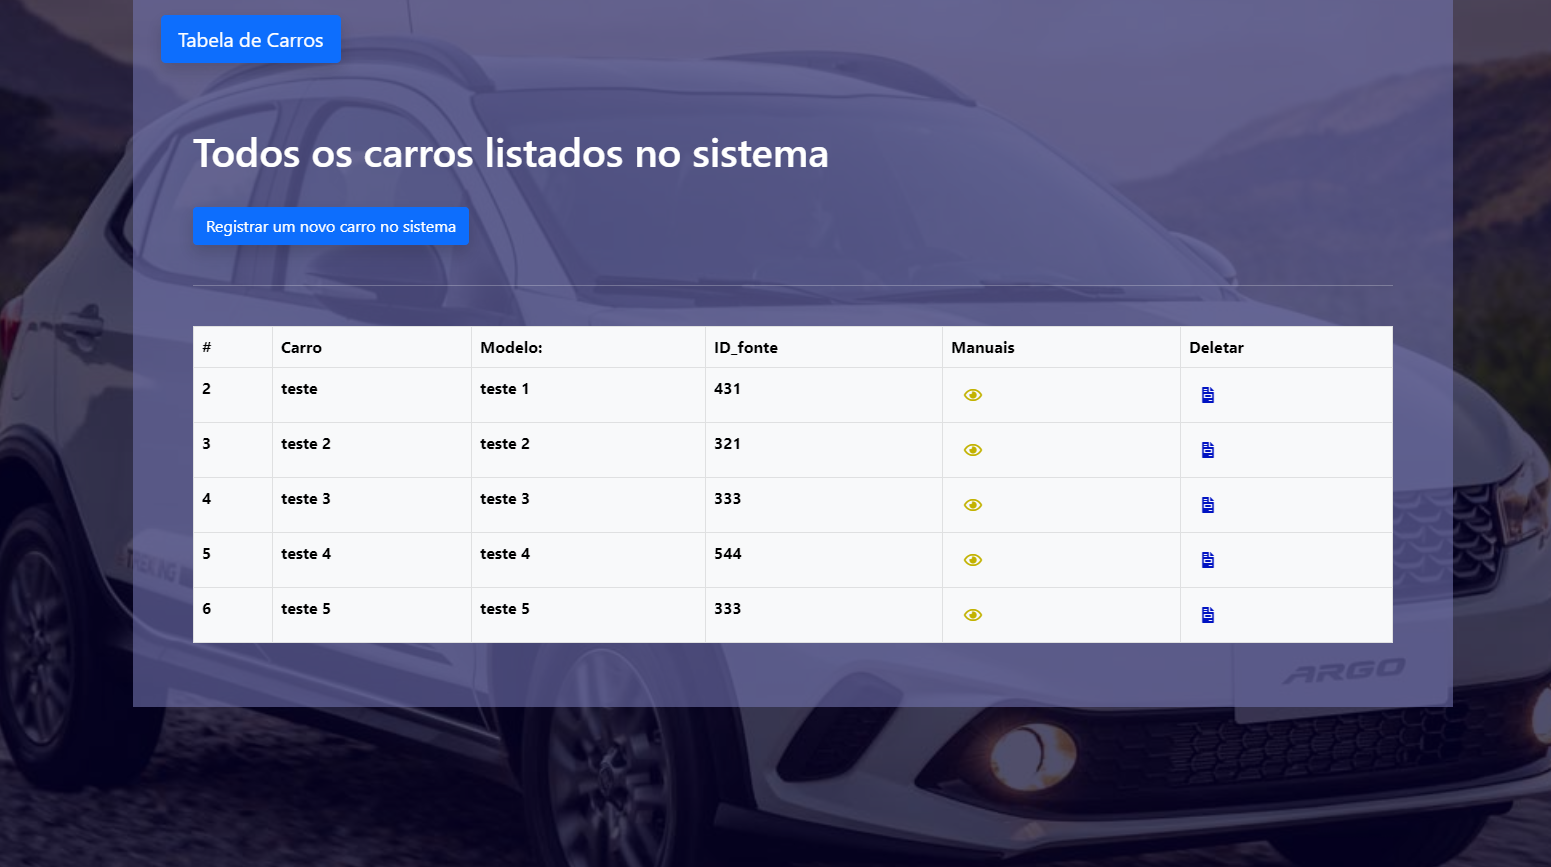 Tabela de Carros
Todos os carros listados no sistema
Registrar um novo carro no sistema
# Carro Modelo: ID_fonte Manuais Deletar
2 teste teste 1 431
3 teste 2 teste 2 321
4 teste 3 teste 3 333
5 teste 4 teste 4 544
6 teste 5 teste 5 333
ARGO